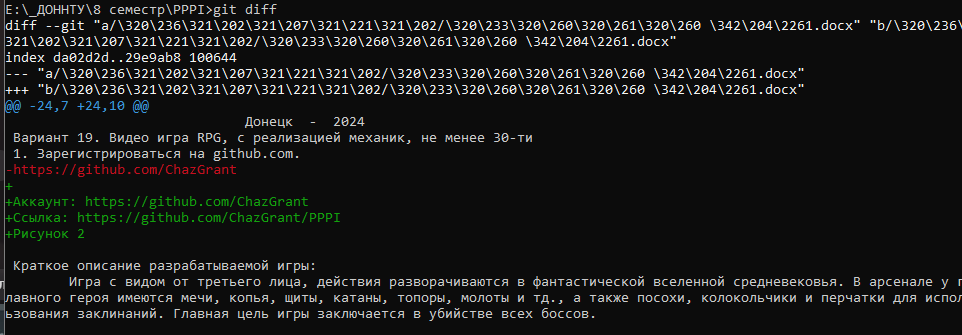 E:\_ДОННТУ\8 семестр\PPPI>git diff
diff --git "a/\320\236\321\202\321\207\321\221\321\202/\320\233\320\260\320\261\320\260 \342\204\2261.docx" "b/\320\236\
321\202\321\207\321\221\321\202/\320\233\320\260\320\261\320\260 \342\204\2261.docx"
index da02d2d..29e9ab8 100644
--- "a/\320\236\321\202\321\207\321\221\321\202/\320\233\320\260\320\261\320\260 \342\204\2261.docx"
+++ "b/\320\236\321\202\321\207\321\221\321\202/\320\233\320\260\320\261\320\260 \342\204\2261.docx"
@@ -24,7 +24,10 @@
Донецк - 2024
Вариант 19. Видео игра RPG, с реализацией механик, не менее 30-ти
1. Зарегистрироваться на github.com.
-https://github.com/ChazGrant
+
+Аккаунт: https://github.com/ChazGrant
+Ссылка: https://github.com/ChazGrant/PPPI
+Рисунок 2
Краткое описание разрабатываемой игры:
Игра с видом от третьего лица, действия разворачиваются в фантастической вселенной средневековья. В арсенале у г
лавного героя имеются мечи, копья, щиты, катаны, топоры, молоты и тд., а также посохи, колокольчики и перчатки для испол
ьзования заклинаний. Главная цель игры заключается в убийстве всех боссов.